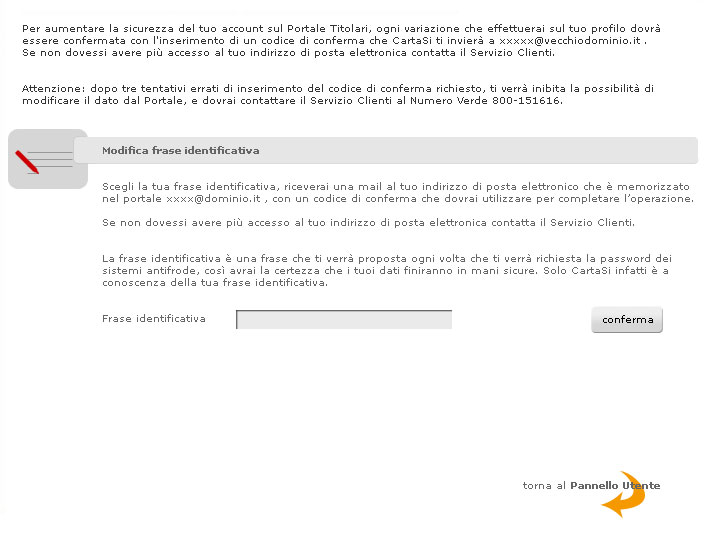 Per aumentare la sicurezza del tuo account sul Portale Titolari, ogni variazione che effettuerai sul tuo profilo dovrà
essere confermata con l'inserimento di un codice di conferma che CartaSi ti invierà a xxxxx@vecchiodominio.it .
Se non dovessi avere più accesso al tuo indirizzo di posta elettronica contatta il Servizio Clienti.
Attenzione: dopo tre tentativi errati di inserimento del codice di conferma richiesto, ti verrà inibita la possibilità di
modificare il dato dal Portale, e dovrai contattare il Servizio Clienti al Numero Verde 800-151616.
Modifica frase identificativa
Scegli la tua frase identificativa, riceverai una mail al tuo indirizzo di posta elettronico che è memorizzato
nel portale xxxx@dominio.it , con un codice di conferma che dovrai utilizzare per completare l'operazione.
Se non dovessi avere più accesso al tuo indirizzo di posta elettronica contatta il Servizio Clienti.
La frase identificativa è una frase che ti verrà proposta ogni volta che ti verrà richiesta la password dei
sistemi antifrode, così avrai la certezza che i tuoi dati finiranno in mani sicure. Solo CartaSi infatti è a
conoscenza della tua frase identificativa.
Frase identificativa
conferma
torna al Pannello Utente